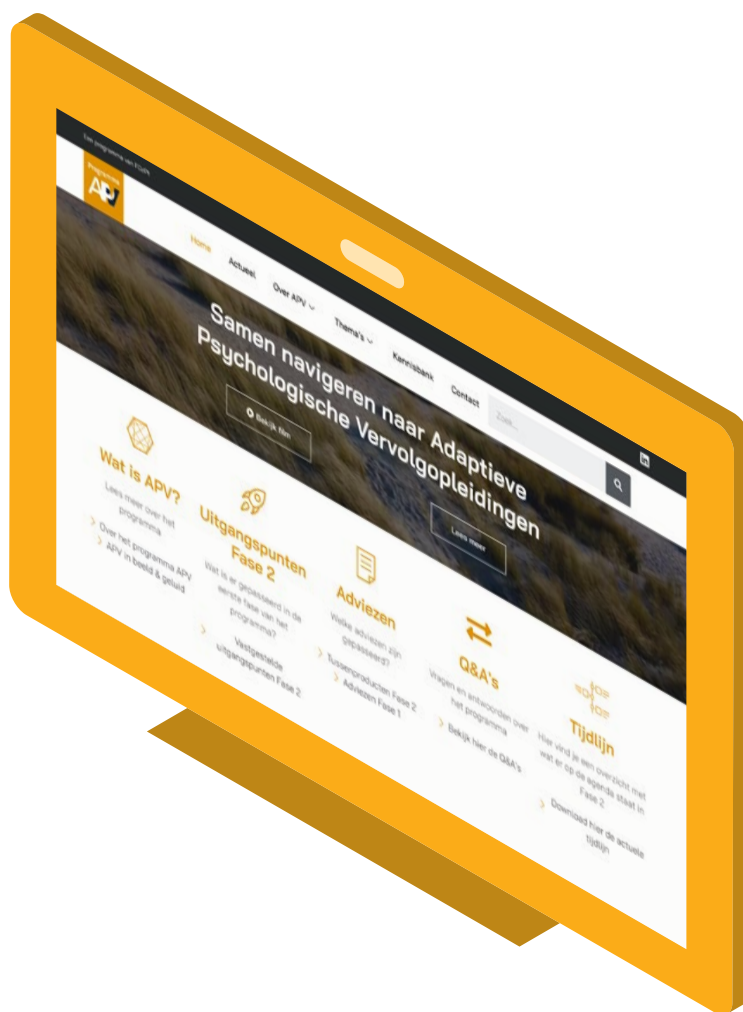 Een programma van FGzPt
Programma
APV
Home
Actueel
Over APV
Thema's
Kennisbank
Contact
Zoek...
Samen navigeren naar Adaptieve
Psychologische Vervolgopleidingen
Bekijk film
Lees meer
Wat is APV?
Lees meer over het
programma
Over het programma APV
APV in beeld & geluid
Uitgangspunten
Fase 2
Wat is er gepasseerd in de
eerste fase van het
programma?
Vastgestelde
uitgangspunten Fase 2
Adviezen
Welke adviezen zijn
gepasseerd?
Tussenproducten Fase 2
Adviezen Fase 1
Q&A's
Vragen en antwoorden over
het programma
Bekijk hier de Q&A's
Tijdlijn
Hier vind je een overzicht met
wat er op de agenda staat in
Fase 2
Download hier de actuele
tijdlijn